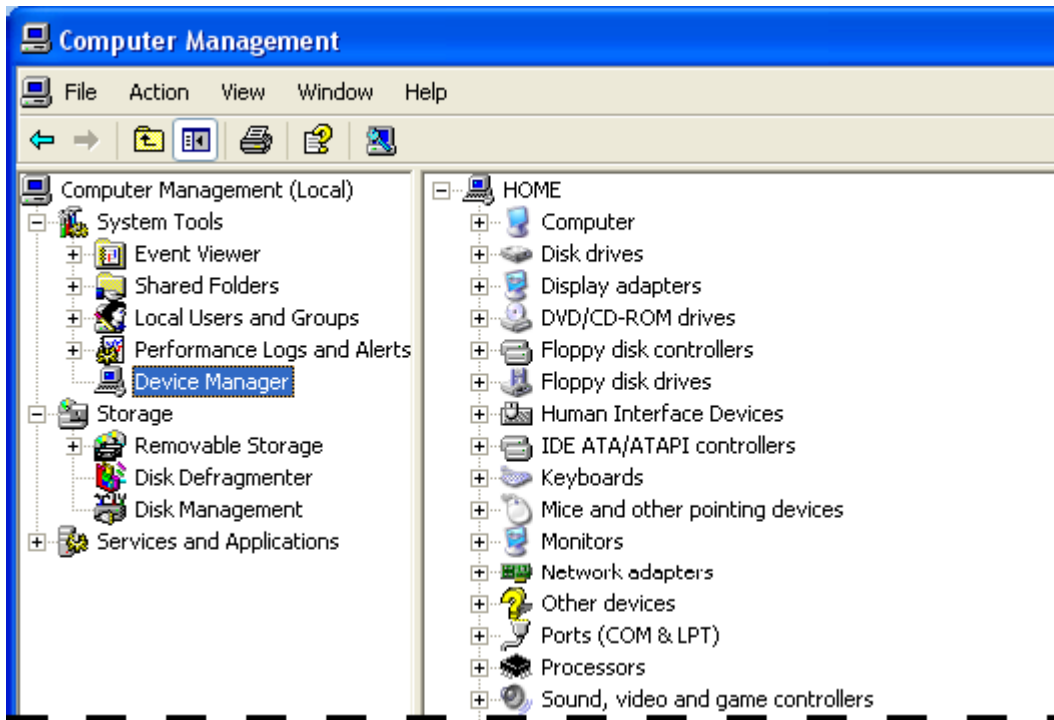 Computer Management
File Action View Window Help
Computer Management (Local)
System Tools
Event Viewer
Shared Folders
Local Users and Groups
Performance Logs and Alerts
Device Manager
Storage
Removable Storage
Disk Defragmenter
Disk Management
Services and Applications
HOME
Computer
Disk drives
Display adapters
DVD/CD-ROM drives
Floppy disk controllers
Floppy disk drives
Human Interface Devices
IDE ATA/ATAPI controllers
Keyboards
Mice and other pointing devices
Monitors
Network adapters
Other devices
Ports (COM & LPT)
Processors
Sound, video and game controllers